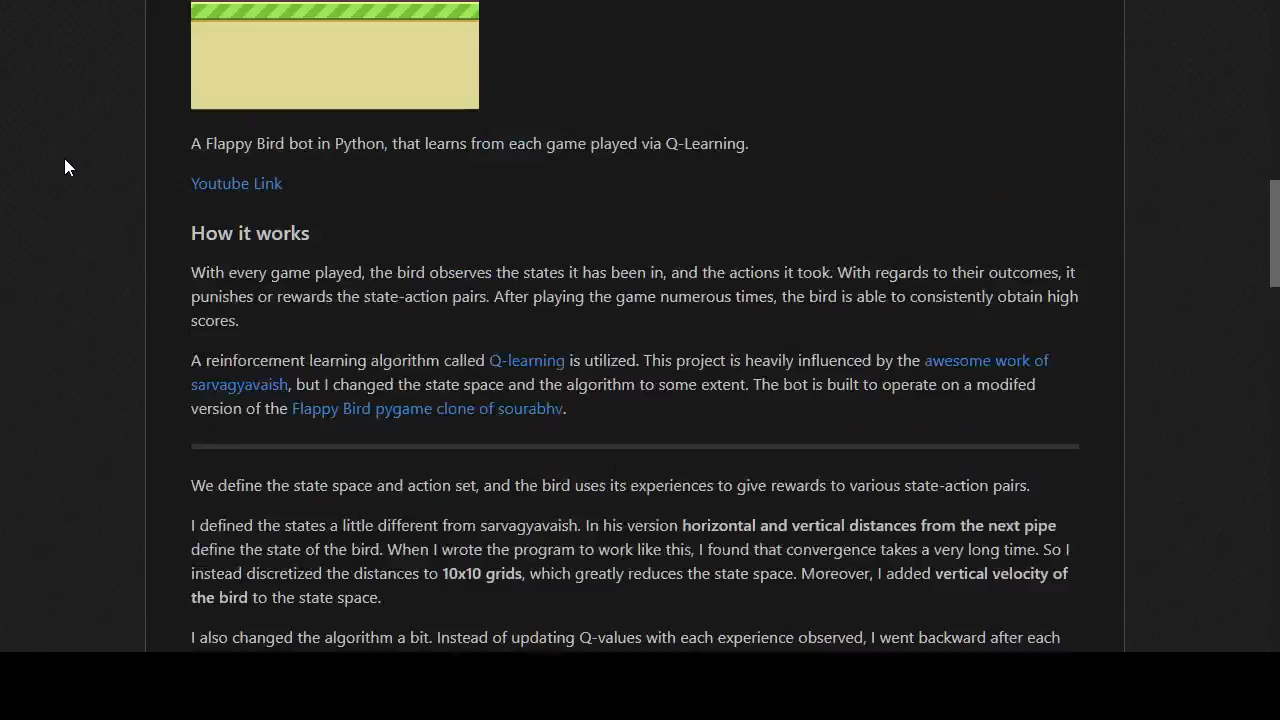 A Flappy Bird bot in Python, that learns from each game played via Q-Learning.
Youtube Link
How it works
With every game played, the bird observes the states it has been in, and the actions it took. With regards to their outcomes, it
punishes or rewards the state-action pairs. After playing the game numerous times, the bird is able to consistently obtain high
scores.
A reinforcement learning algorithm called Q-learning is utilized. This project is heavily influenced by the awesome work of
sarvagyavaish, but I changed the state space and the algorithm to some extent. The bot is built to operate on a modifed
version of the Flappy Bird pygame clone of sourabhv.
We define the state space and action set, and the bird uses its experiences to give rewards to various state-action pairs.
I defined the states a little different from sarvagyavaish. In his version horizontal and vertical distances from the next pipe
define the state of the bird. When I wrote the program to work like this, I found that convergence takes a very long time. So I
instead discretized the distances to 10x10 grids, which greatly reduces the state space. Moreover, I added vertical velocity of
the bird to the state space.
I also changed the algorithm a bit. Instead of updating Q-values with each experience observed, I went backward after each